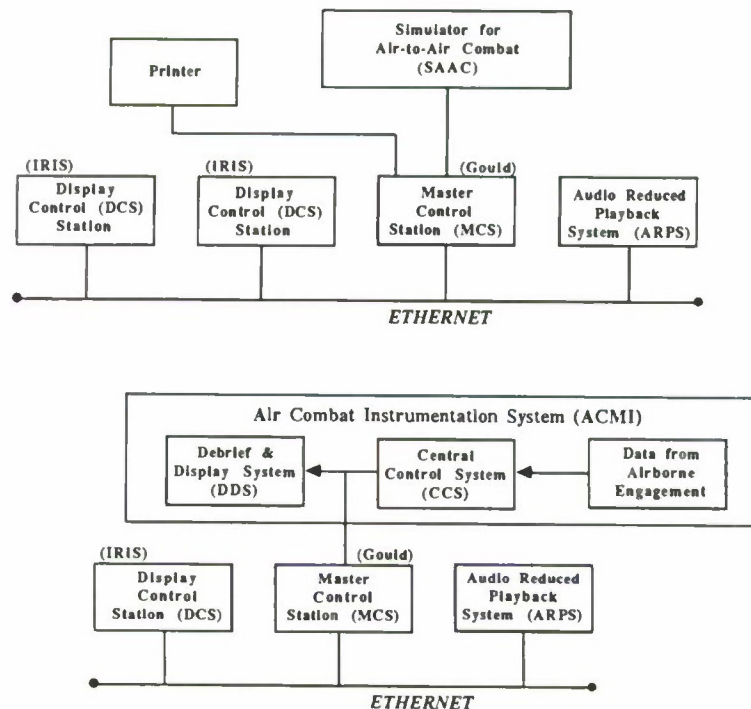 Simulator for
Air-to-Air Combat
(SAAC)
Printer
(IRIS)
Display
Control (DCS)
Station
(IRIS)
Display
Control (DCS)
Station
(Gould)
Master
Control
Station (MCS)
Audio Reduced
Playback
System (ARPS)
ETHERNET
Air Combat Instrumentation System (ACMI)
Debrief &
Display System
(DDS)
Central
Control System
(CCS)
Data from
Airborne
Engagement
(IRIS)
Display
Control
Station (DCS)
(Gould)
Master
Control
Station (MCS)
Audio Reduced
Playback
System (ARPS)
ETHERNET